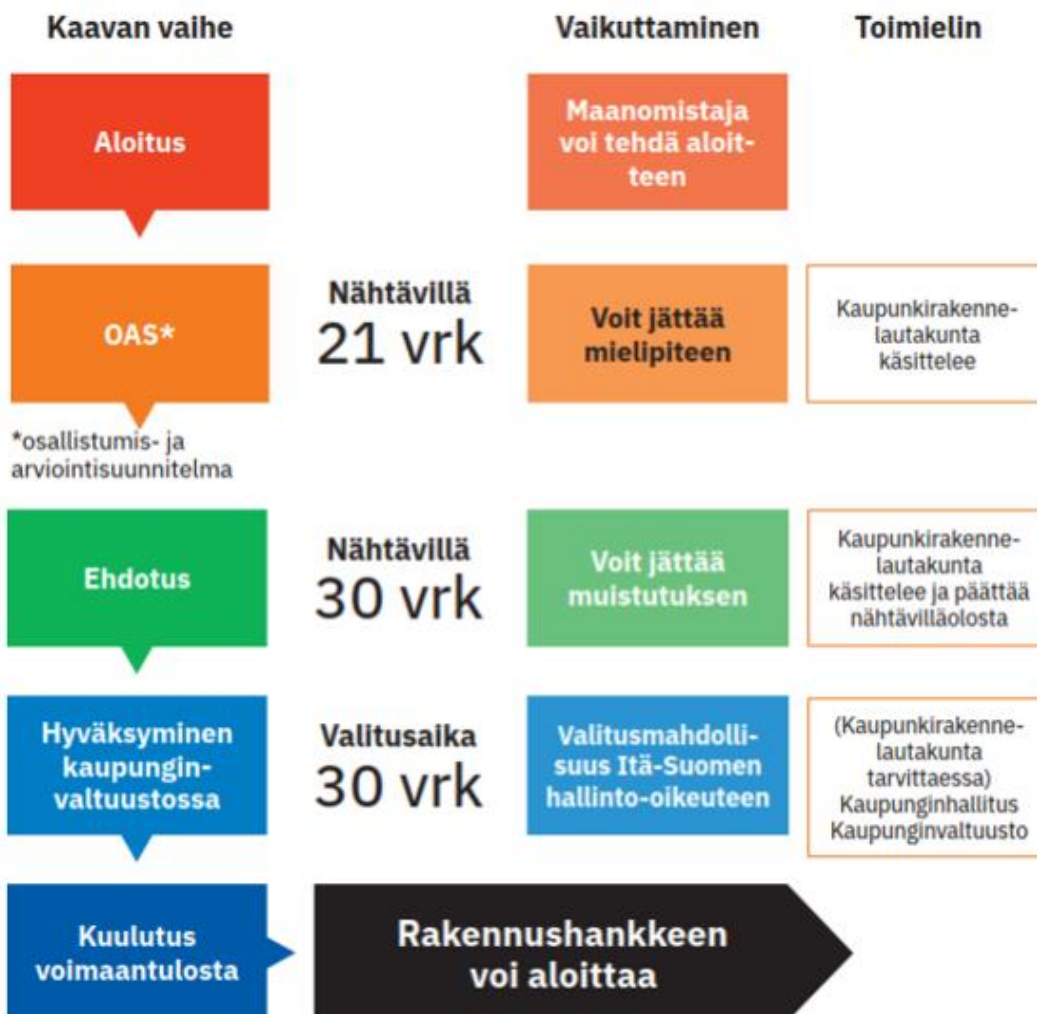 Kaavan vaihe
Vaikuttaminen
Toimielin
Aloitus
Maanomistaja
voi tehdä aloit-
teen
OAS*
Nähtävillä
21 vrk
Voit jättää
mielipiteen
Kaupunkirakenne-
lautakunta
käsittelee
*osallistumis- ja
arviointisuunnitelma
Ehdotus
Nähtävillä
30 vrk
Voit jättää
muistutuksen
Kaupunkirakenne-
lautakunta
käsittelee ja päättää
nähtävilläolosta
Hyväksyminen
kaupungin-
valtuustossa
Valitusaika
30 vrk
Valitusmahdolli-
suus Itä-Suomen
hallinto-oikeuteen
(Kaupunkirakenne-
lautakunta
tarvittaessa)
Kaupunginhallitus
Kaupunginvaltuusto
Kuulutus
voimaantulosta
Rakennushankkeen
voi aloittaa